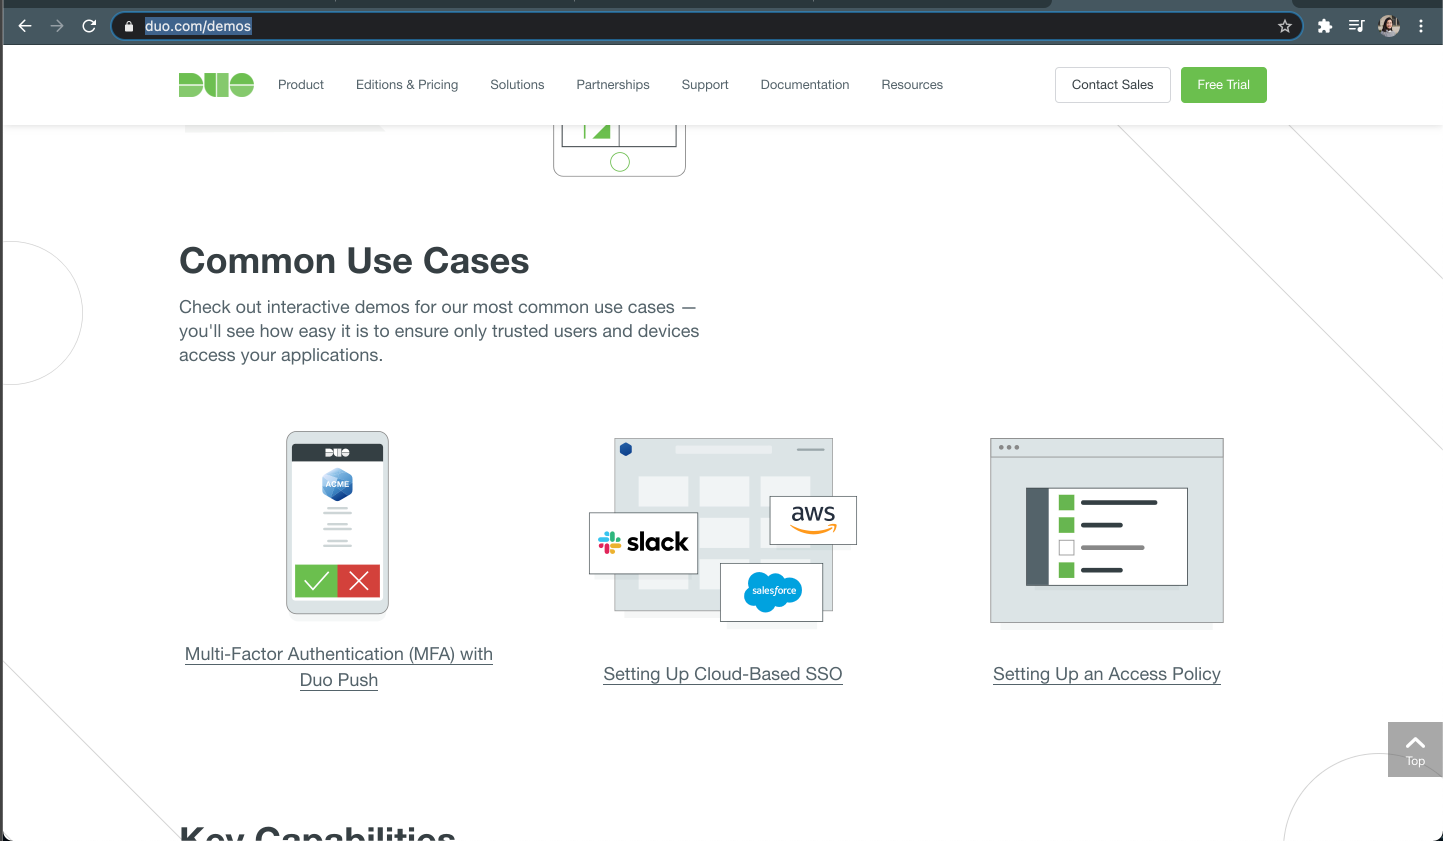 duo.com/demos
DUO
Product
Editions & Pricing
Solutions
Partnerships
Support
Documentation
Resources
Contact Sales
Free Trial
Common Use Cases
Check out interactive demos for our most common use cases —
you'll see how easy it is to ensure only trusted users and devices
access your applications.
DUO
ACME
slack
aws
salesforce
Multi-Factor Authentication (MFA) with
Duo Push
Setting Up Cloud-Based SSO
Setting Up an Access Policy
Top
Key Capabilities